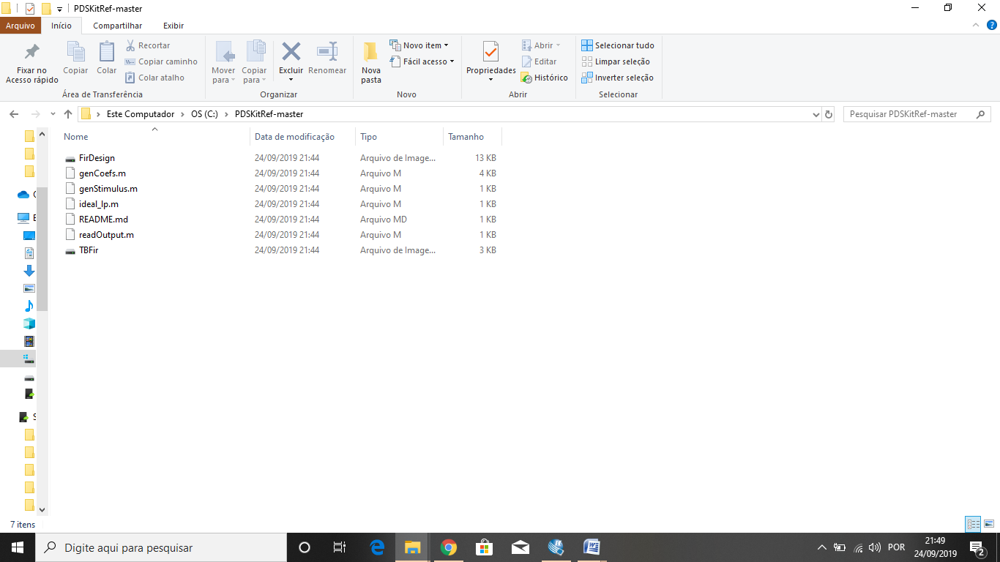 PDSKitRef-master
Arquivo Início Compartilhar Exibir
Fixar no Acesso rápido
Copiar
Colar
Recortar
Copiar caminho
Colar atalho
Área de Transferência
Mover para
Copiar para
Excluir
Renomear
Organizar
Nova pasta
Novo item
Fácil acesso
Novo
Propriedades
Abrir
Editar
Histórico
Abrir
Selecionar tudo
Limpar seleção
Inverter seleção
Selecionar
Este Computador OS (C:) PDSKitRef-master
Pesquisar PDSKitRef-master
Nome Data de modificação Tipo Tamanho
FirDesign 24/09/2019 21:44 Arquivo de Image... 13 KB
genCoefs.m 24/09/2019 21:44 Arquivo M 4 KB
genStimulus.m 24/09/2019 21:44 Arquivo M 1 KB
ideal_lp.m 24/09/2019 21:44 Arquivo M 1 KB
README.md 24/09/2019 21:44 Arquivo MD 1 KB
readOutput.m 24/09/2019 21:44 Arquivo M 1 KB
TBFir 24/09/2019 21:44 Arquivo de Image... 3 KB
7 itens
Digite aqui para pesquisar
POR
21:49
24/09/2019
2